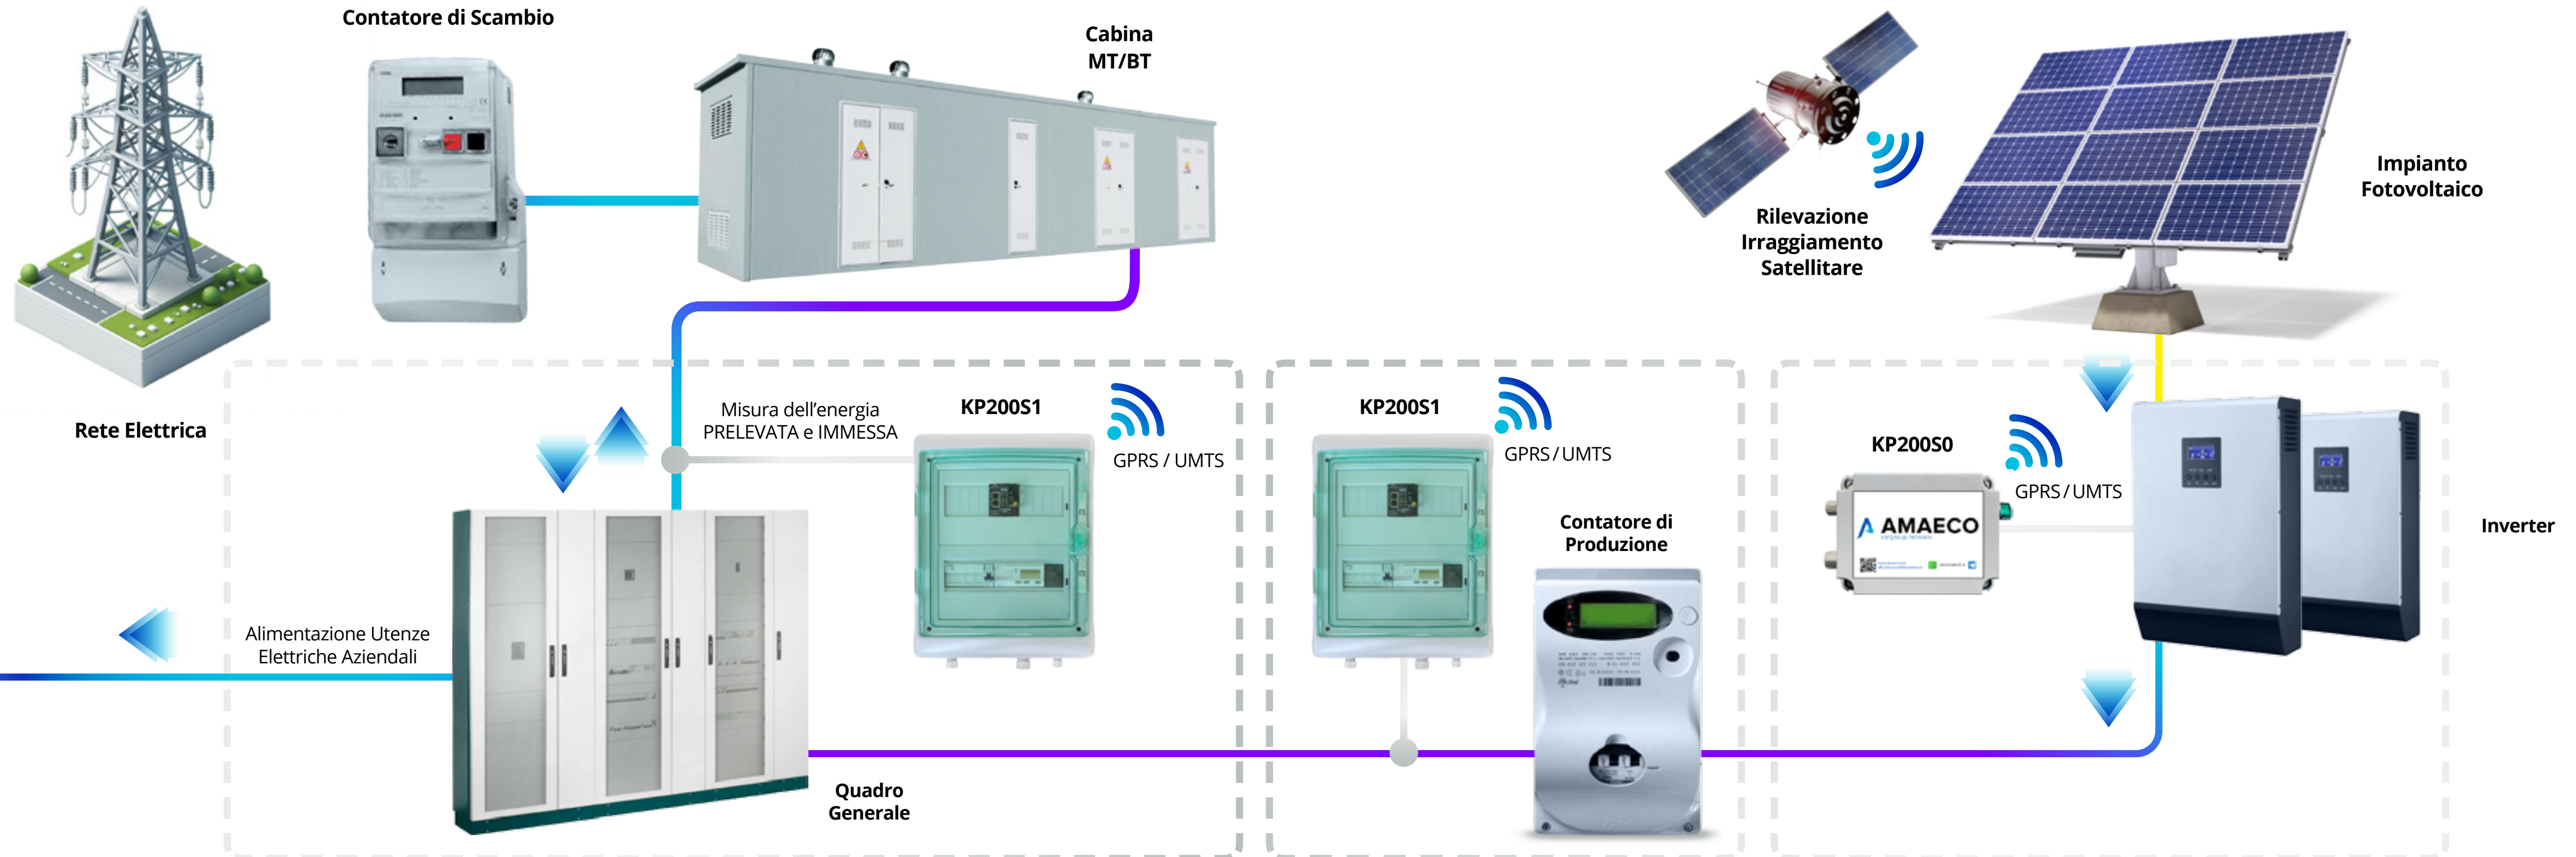 Contatore di Scambio
Cabina
MT/BT
Rilevazione
Irraggiamento
Satellitare
Impianto
Fotovoltaico
Rete Elettrica
Misura dell'energia
PRELEVATA e IMMESSA
KP200S1
GPRS / UMTS
KP200S1
GPRS / UMTS
Contatore di
Produzione
KP200S0
GPRS / UMTS
AMAECO
Inverter
Alimentazione Utenze
Elettriche Aziendali
Quadro
Generale